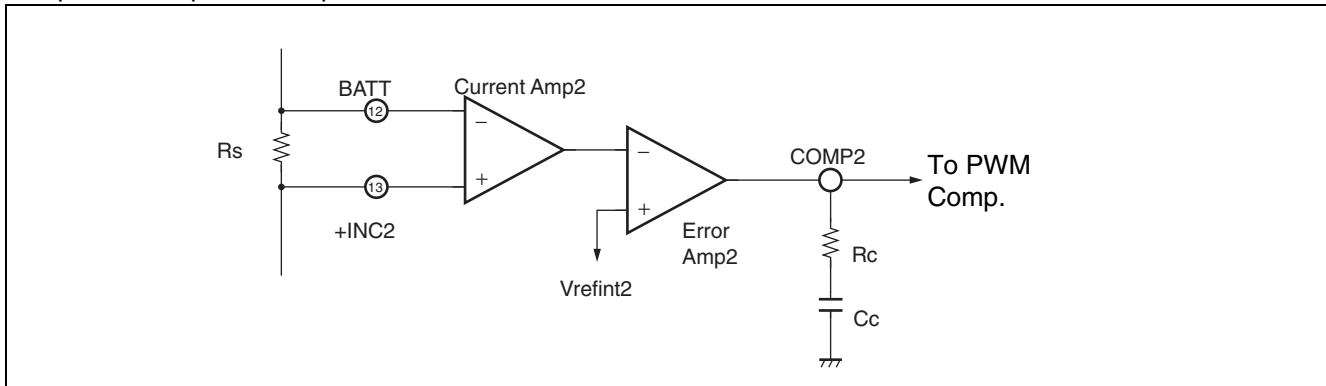 BATT
12
Current Amp2
−
+
Rs
13
+INC2
−
+
Error
Amp2
Vrefint2
COMP2
To PWM
Comp.
Rc
Cc